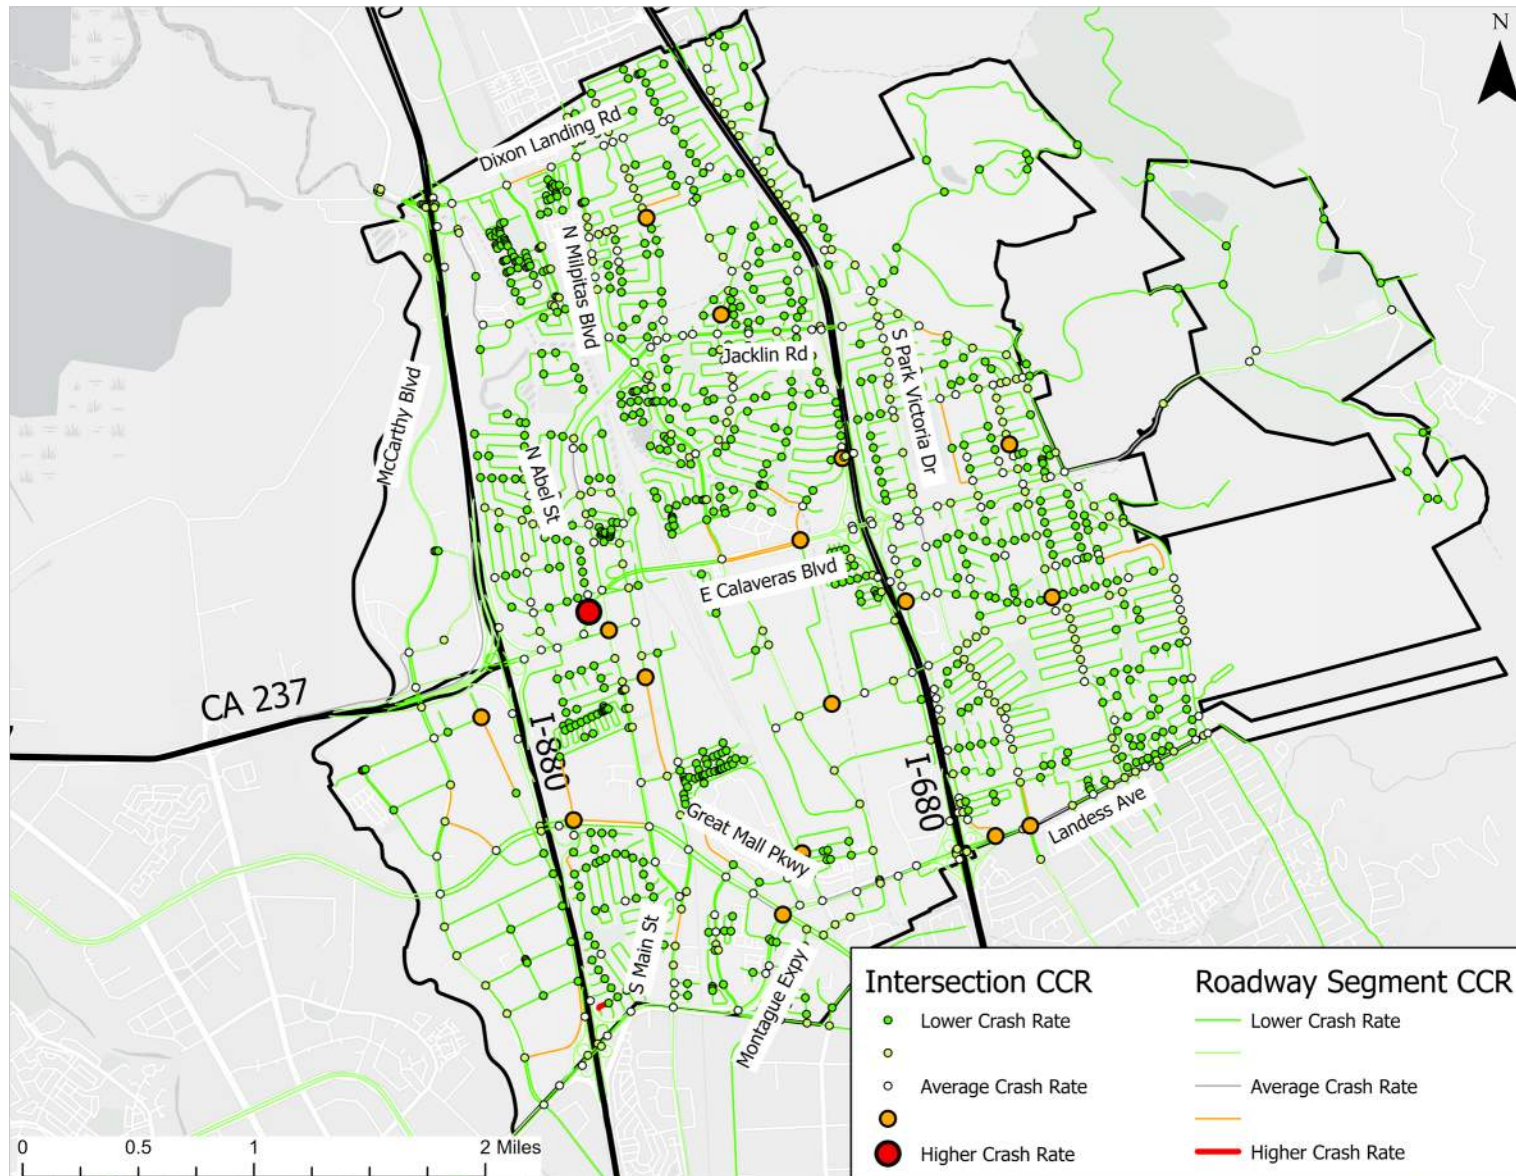 N
Dixon Landing Rd
N Milpitas Blvd
Jacklin Rd
S Park Victoria Dr
McCarthy Blvd
N Abel St
E Calaveras Blvd
CA 237
I-880
I-680
Great Mall Pkwy
Landess Ave
S Main St
Montague Expy
Intersection CCR
Lower Crash Rate
Average Crash Rate
Higher Crash Rate
Roadway Segment CCR
Lower Crash Rate
Average Crash Rate
Higher Crash Rate
0 0.5 1 2 Miles